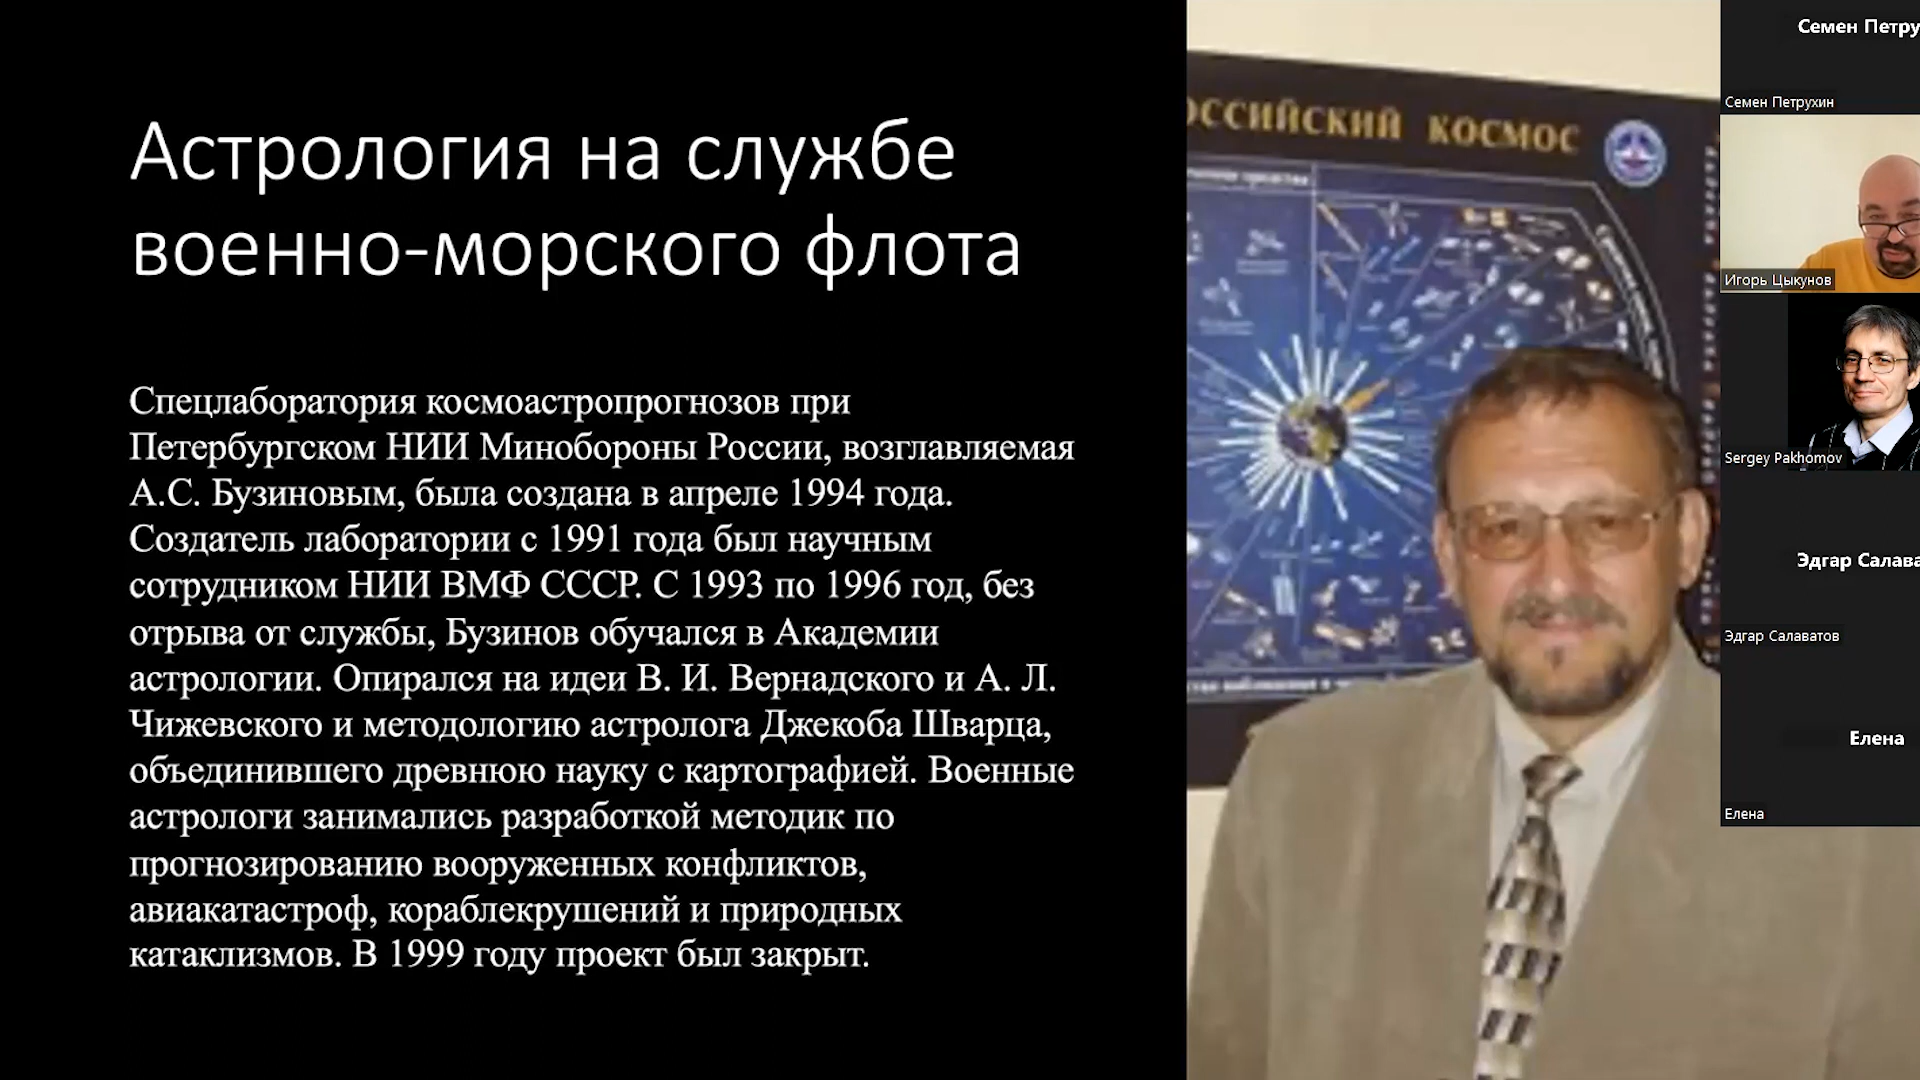 Астрология на службе
военно-морского флота
Спецлаборатория космоастропрогнозов при
Петербургском НИИ Минобороны России, возглавляемая
А.С. Бузиновым, была создана в апреле 1994 года.
Создатель лаборатории с 1991 года был научным
сотрудником НИИ ВМФ СССР. С 1993 по 1996 год, без
отрыва от службы, Бузинов обучался в Академии
астрологии. Опирался на идеи В. И. Вернадского и А. Л.
Чижевского и методологию астролога Джекоба Шварца,
объединившего древнюю науку с картографией. Военные
астрологи занимались разработкой методик по
прогнозированию вооруженных конфликтов,
авиакатастроф, кораблекрушений и природных
катаклизмов. В 1999 году проект был закрыт.
ОССИЙСКИЙ КОСМОС
Семен Петру
Семен Петрухин
Игорь Цыкунов
Sergey Pakhomov
Эдгар Салава
Эдгар Салаватов
Елена
Елена